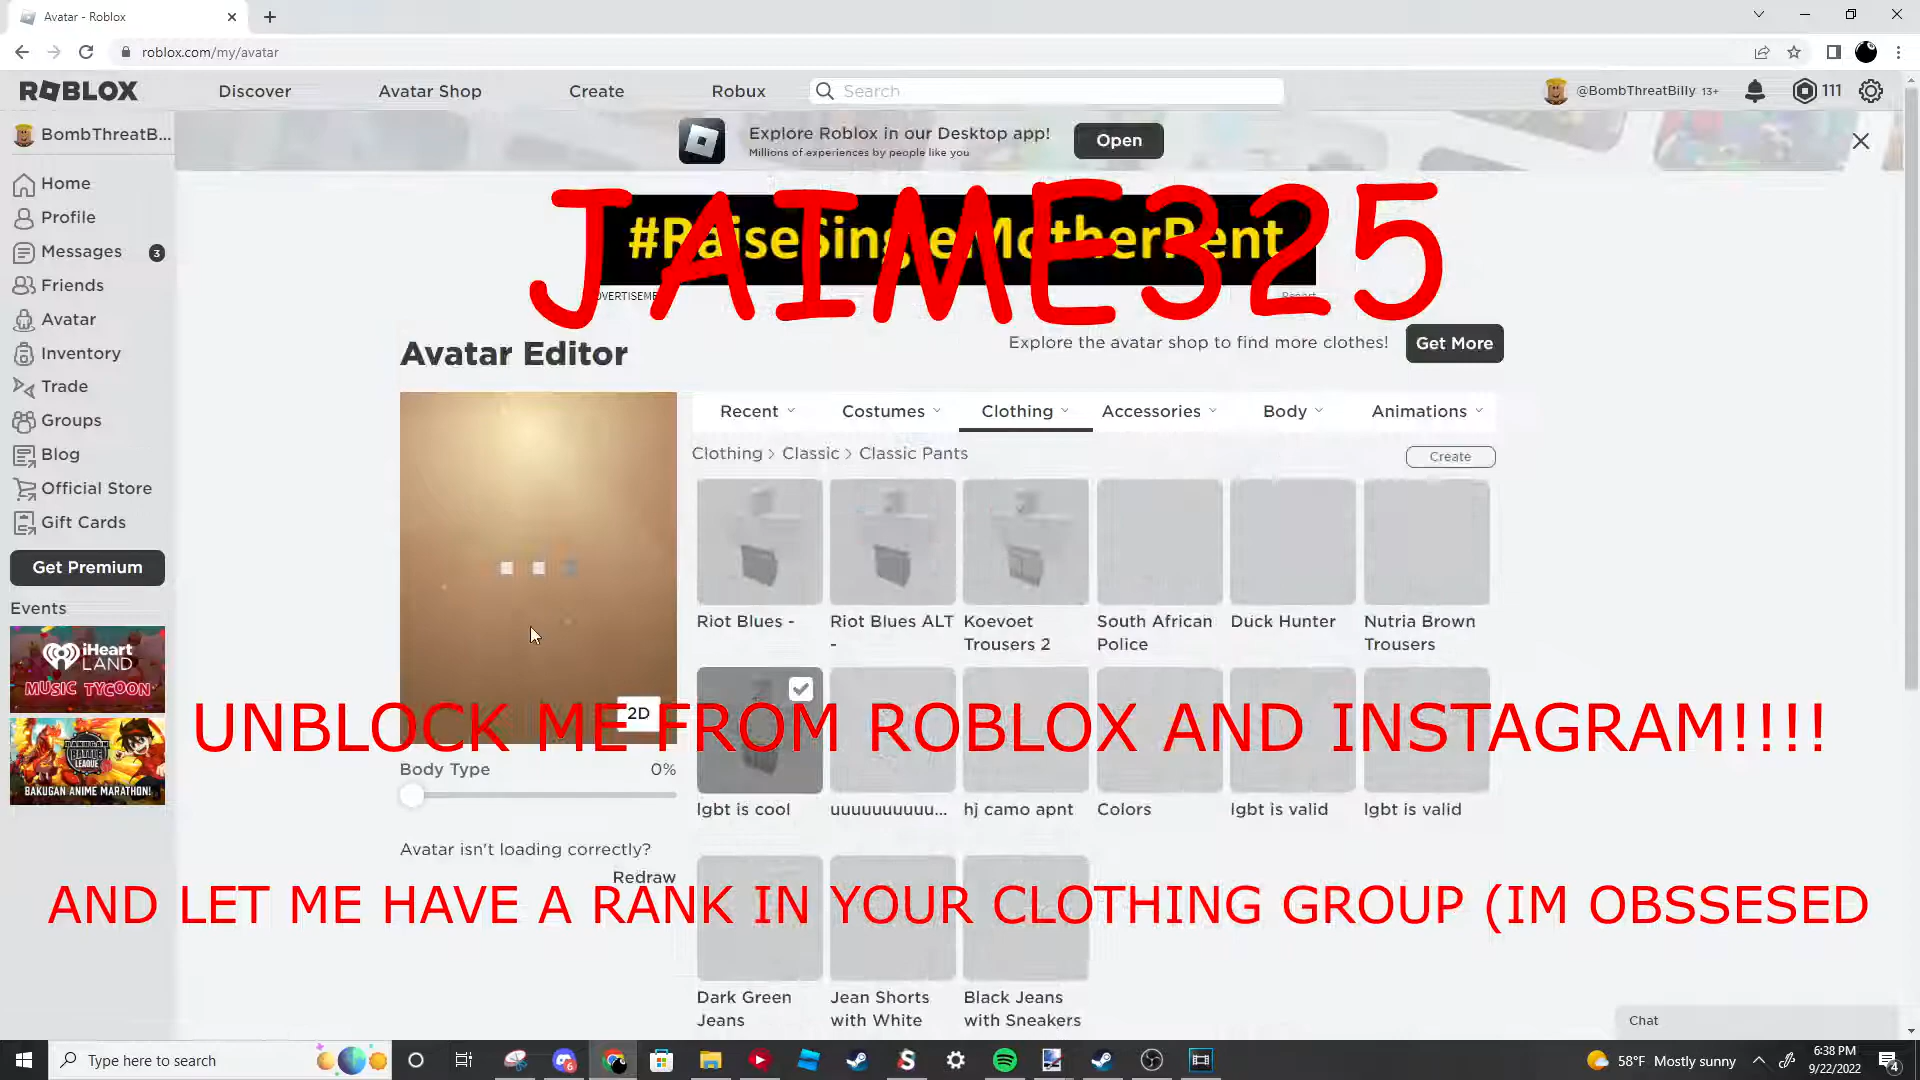 Avatar - Roblox
roblox.com/my/avatar
ROBLOX
Discover
Avatar Shop
Create
Robux
Search
@BombThreatBilly 13+
111
BombThreatB...
Explore Roblox in our Desktop app!
Millions of experiences by people like you
Open
Home
Profile
Messages
3
Friends
Avatar
Inventory
Trade
Groups
Blog
Official Store
Gift Cards
Get Premium
Events
iHeart
LAND
MUSIC TYCOON
BAKUGAN
BATTLE
LEAGUE
BAKUGAN ANIME MARATHON!
#RaiseSingleMotherRent
JAIME325
Report
Avatar Editor
Explore the avatar shop to find more clothes!
Get More
Recent
Costumes
Clothing
Accessories
Body
Animations
Clothing > Classic > Classic Pants
Create
Riot Blues -
Riot Blues ALT
-
Koevoet
Trousers 2
South African
Police
Duck Hunter
Nutria Brown
Trousers
2D
UNBLOCK ME FROM ROBLOX AND INSTAGRAM!!!!
Body Type
0%
lgbt is cool
uuuuuuuuuu...
hj camo apnt
Colors
lgbt is valid
lgbt is valid
Avatar isn't loading correctly?
Redraw
AND LET ME HAVE A RANK IN YOUR CLOTHING GROUP (IM OBSSESED
Dark Green
Jeans
Jean Shorts
with White
Black Jeans
with Sneakers
Chat
Type here to search
6
58°F Mostly sunny
6:38 PM
9/22/2022
4